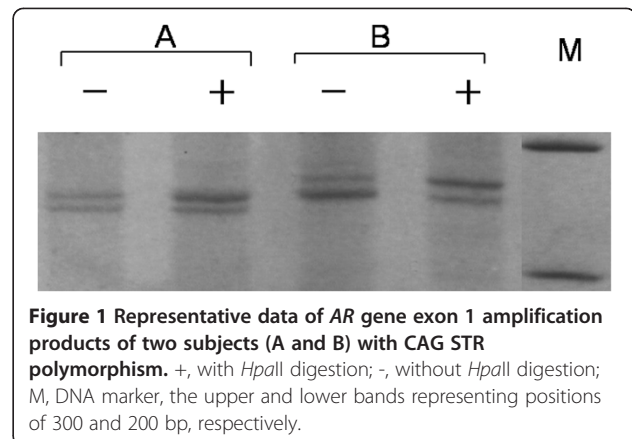 A B M
− + − +
Figure 1 Representative data of AR gene exon 1 amplification
products of two subjects (A and B) with CAG STR
polymorphism. +, with HpaII digestion; -, without HpaII digestion;
M, DNA marker, the upper and lower bands representing positions
of 300 and 200 bp, respectively.